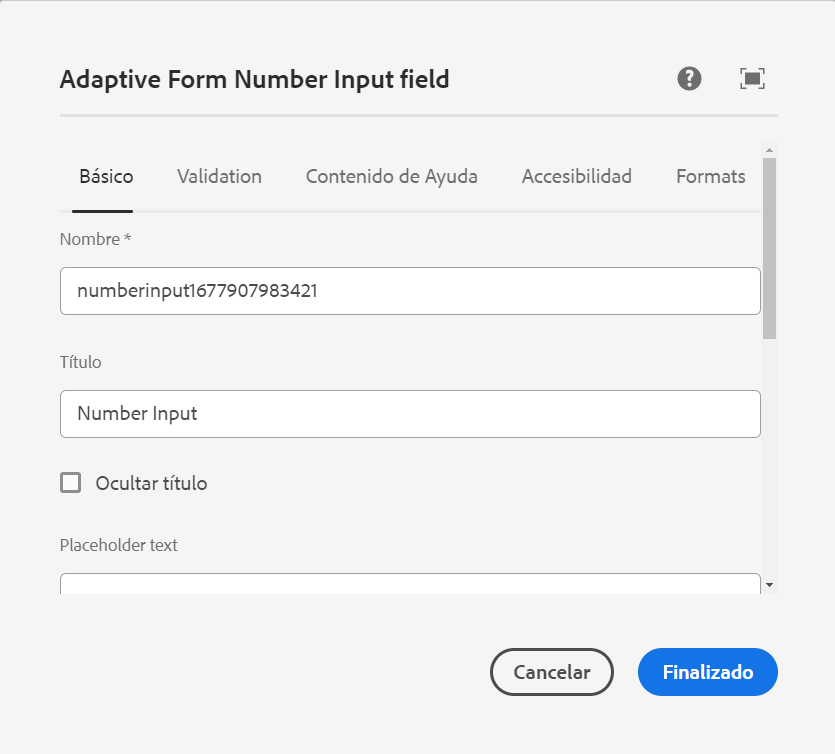 Adaptive Form Number Input field
Básico Validation Contenido de Ayuda Accesibilidad Formats
Nombre *
numberinput1677907983421
Título
Number Input
Ocultar título
Placeholder text
Cancelar Finalizado